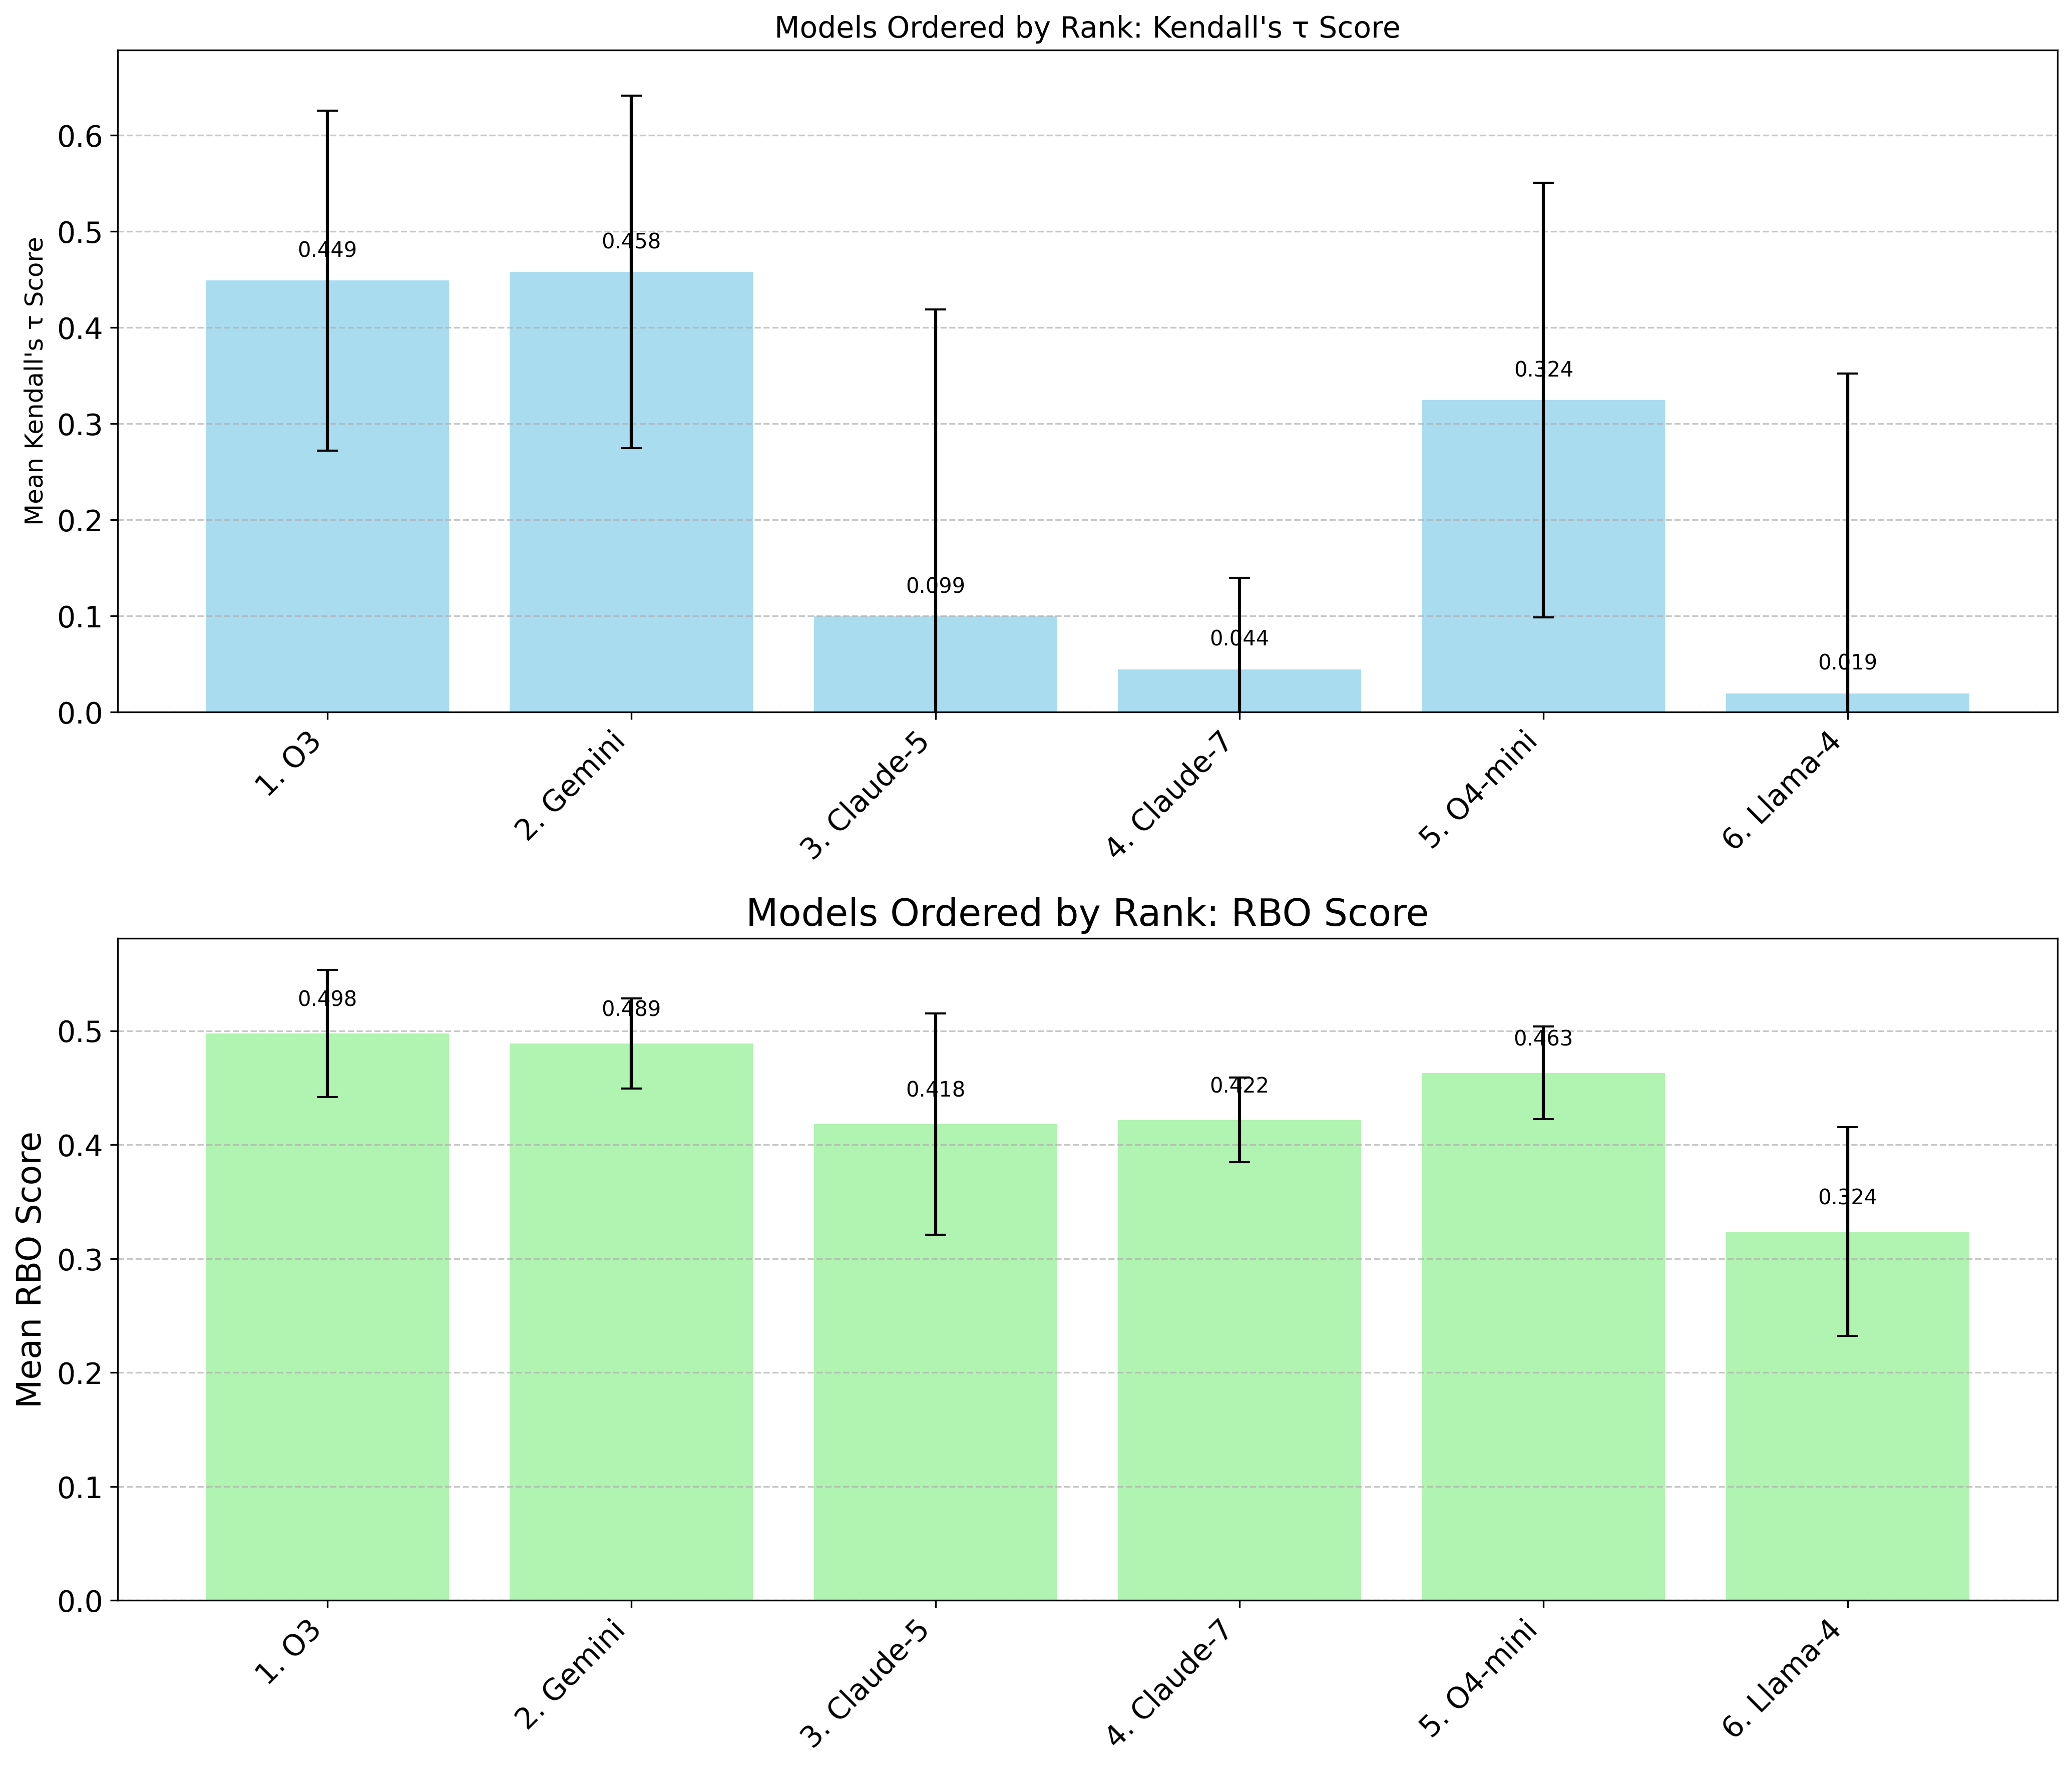 Models Ordered by Rank: Kendall's τ Score
Mean Kendall's τ Score
0.6
0.5
0.4
0.3
0.2
0.1
0.0
0.449
0.458
0.099
0.044
0.324
0.019
1. O3
2. Gemini
3. Claude-5
4. Claude-7
5. O4-mini
6. Llama-4
Models Ordered by Rank: RBO Score
Mean RBO Score
0.5
0.4
0.3
0.2
0.1
0.0
0.498
0.489
0.418
0.422
0.463
0.324
1. O3
2. Gemini
3. Claude-5
4. Claude-7
5. O4-mini
6. Llama-4